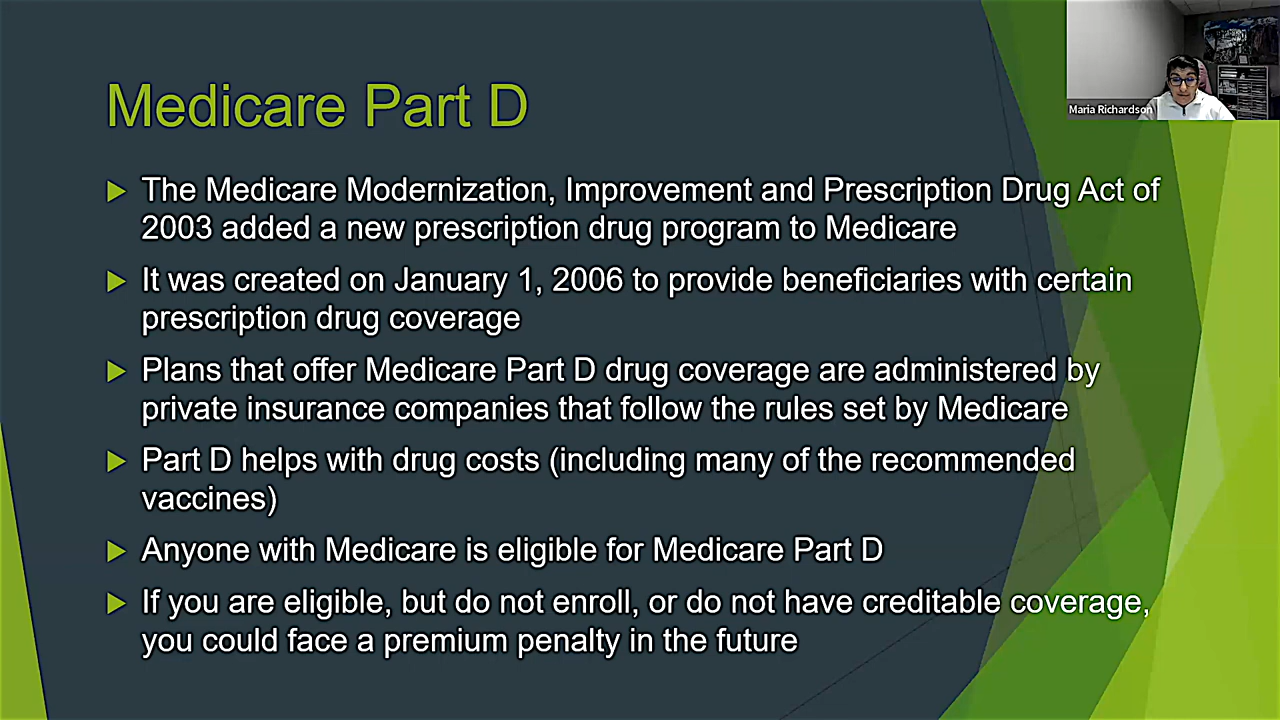 Medicare Part D
Maria Richardson
The Medicare Modernization, Improvement and Prescription Drug Act of
2003 added a new prescription drug program to Medicare
It was created on January 1, 2006 to provide beneficiaries with certain
prescription drug coverage
Plans that offer Medicare Part D drug coverage are administered by
private insurance companies that follow the rules set by Medicare
Part D helps with drug costs (including many of the recommended
vaccines)
Anyone with Medicare is eligible for Medicare Part D
If you are eligible, but do not enroll, or do not have creditable coverage,
you could face a premium penalty in the future